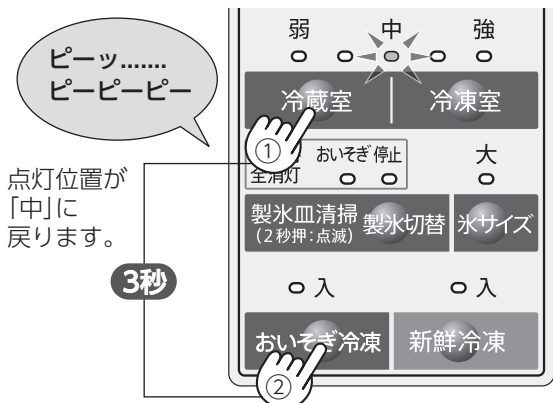 弱 中 強
ピーッ.......
ピーピーピー
冷蔵室 冷凍室
①
おいそぎ 停止 大
全消灯
点灯位置が
「中」に
戻ります。
製氷皿清掃 製氷切替 氷サイズ
(2秒押:点滅)
3秒
入 入
おいそぎ冷凍 新鮮冷凍
②